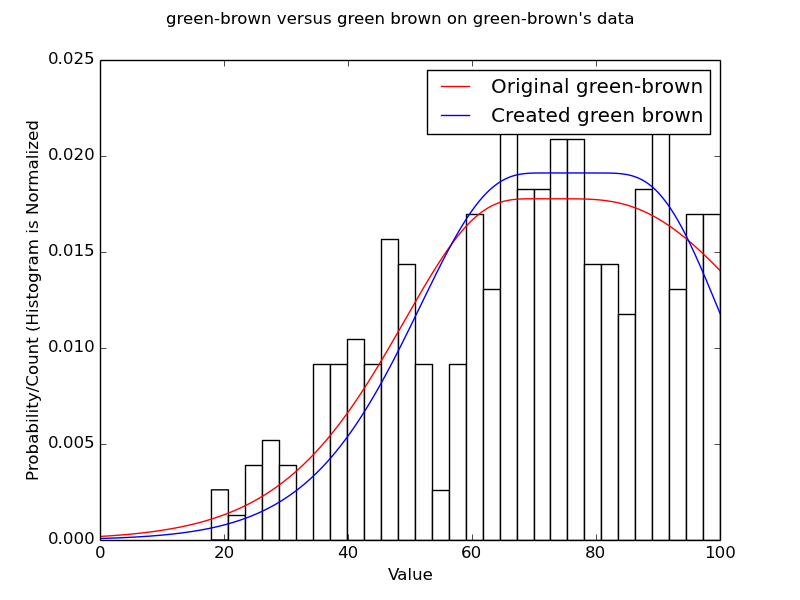 green-brown versus green brown on green-brown's data
0.025
0.020
0.015
0.010
0.005
0.000
Probability/Count (Histogram is Normalized
Original green-brown
Created green brown
0 20 40 60 80 100
Value